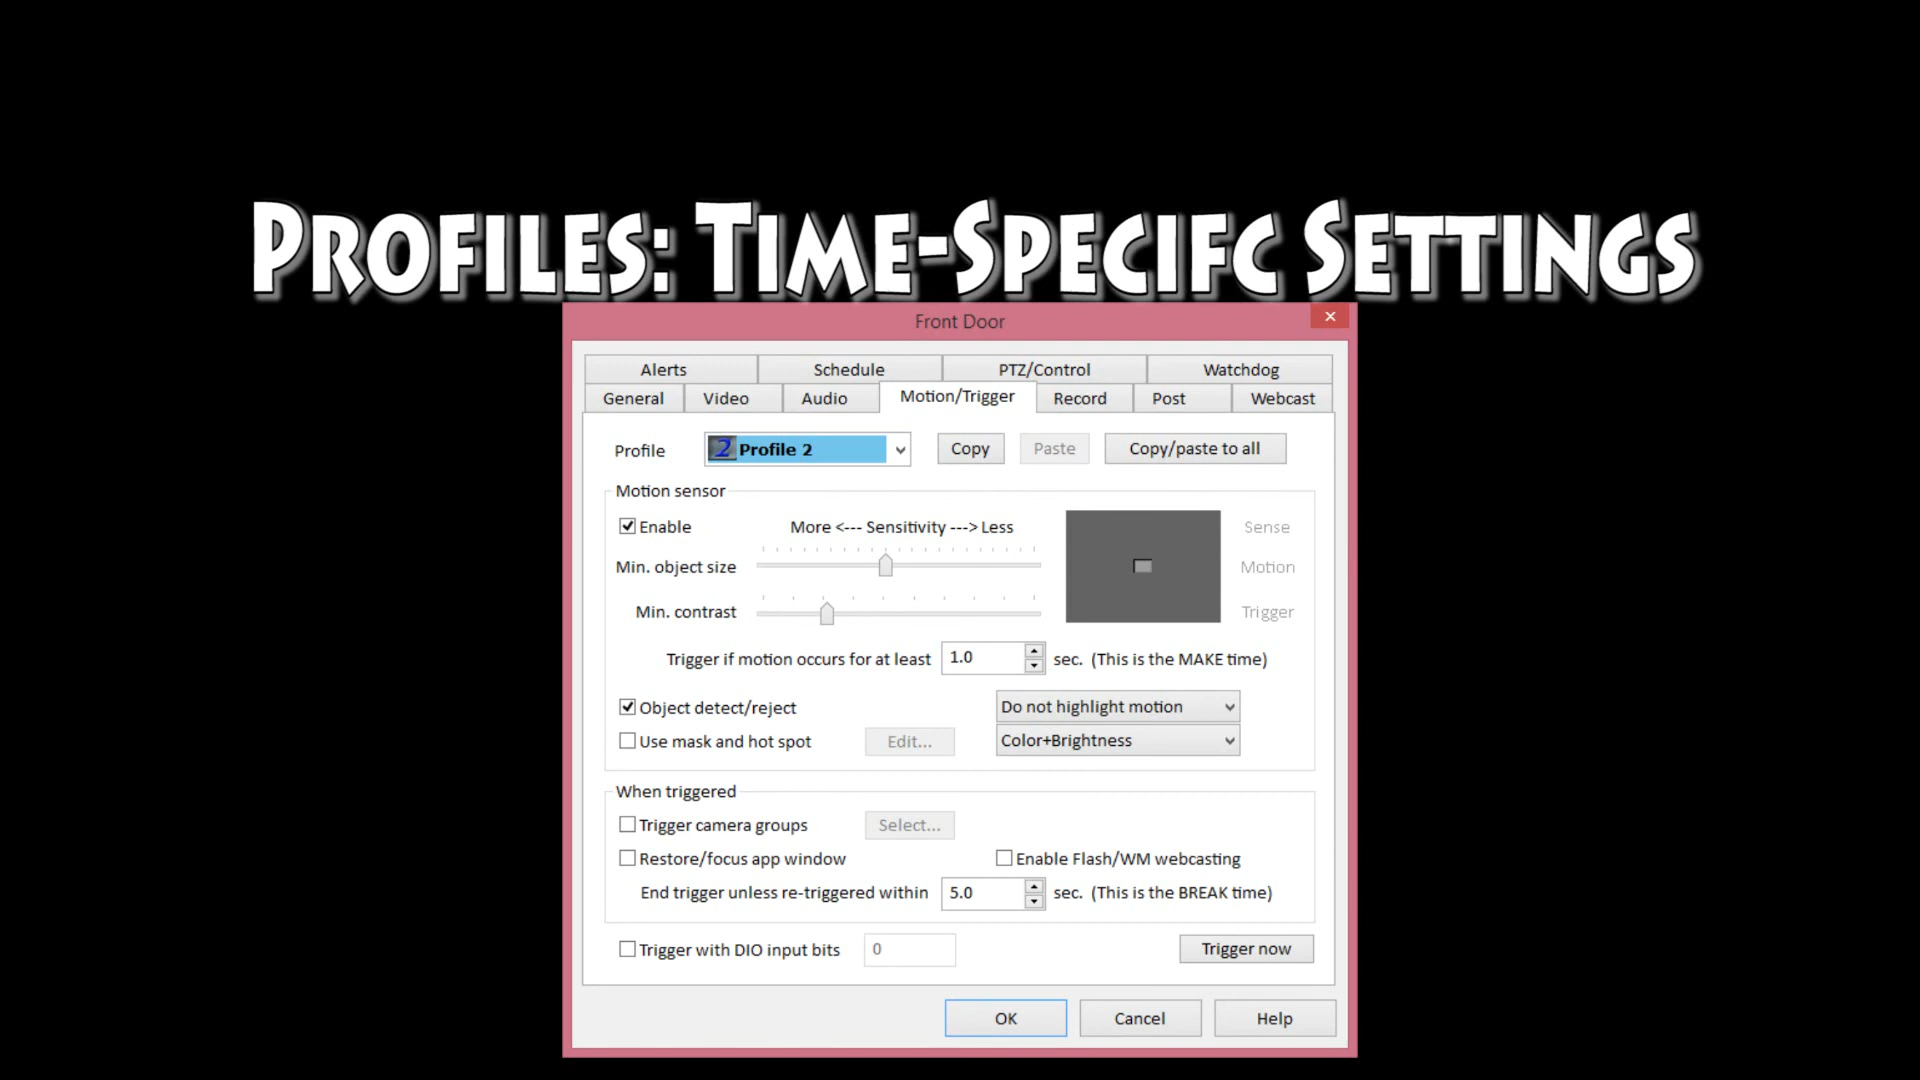 PROFILES: TIME-SPECIFC SETTINGS
Front Door
Alerts Schedule PTZ/Control Watchdog
General Video Audio Motion/Trigger Record Post Webcast
Profile 2 Profile 2 Copy Paste Copy/paste to all
Motion sensor
Enable More <--- Sensitivity ---> Less Sense
Min. object size Motion
Min. contrast Trigger
Trigger if motion occurs for at least 1.0 sec. (This is the MAKE time)
Object detect/reject Do not highlight motion
Use mask and hot spot Edit... Color+Brightness
When triggered
Trigger camera groups Select...
Restore/focus app window Enable Flash/WM webcasting
End trigger unless re-triggered within 5.0 sec. (This is the BREAK time)
Trigger with DIO input bits 0 Trigger now
OK Cancel Help